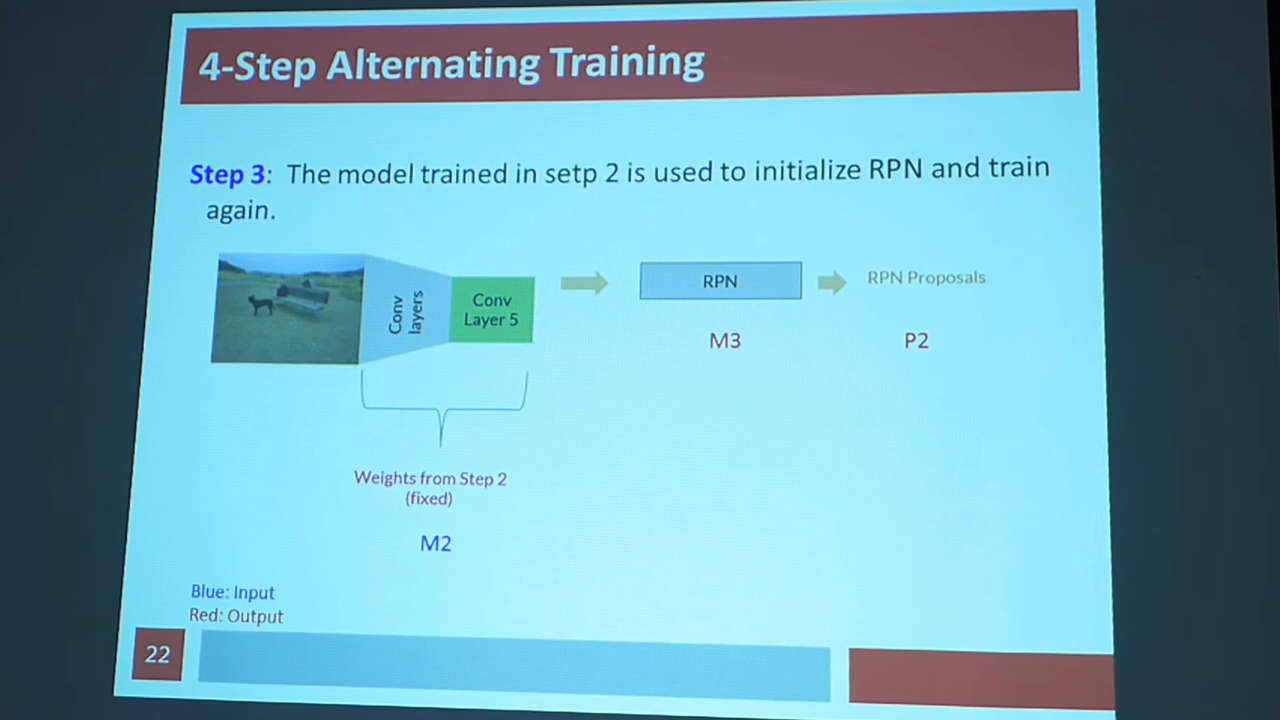 4-Step Alternating Training
Step 3: The model trained in setp 2 is used to initialize RPN and train
again.
Conv
layers
Conv
Layer 5
RPN
RPN Proposals
M3
P2
Weights from Step 2
(fixed)
M2
Blue: Input
Red: Output
22